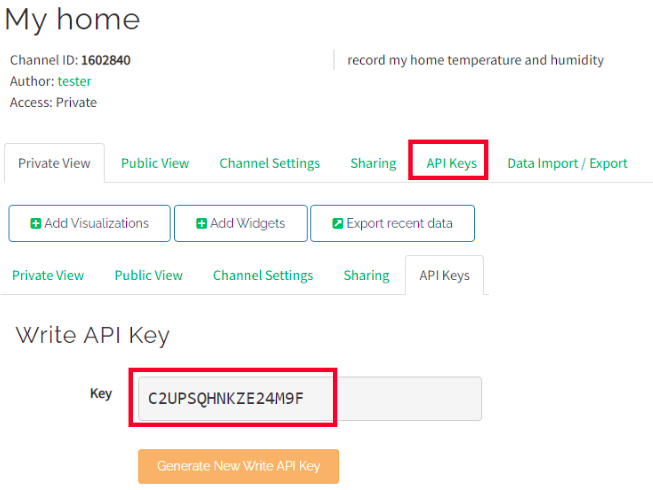 My home
Channel ID: 1602840
record my home temperature and humidity
Author: tester
Access: Private
Private View Public View Channel Settings Sharing API Keys Data Import / Export
Add Visualizations Add Widgets Export recent data
Private View Public View Channel Settings Sharing API Keys
Write API Key
Key C2UPSQHNKZE24M9F
Generate New Write API Key